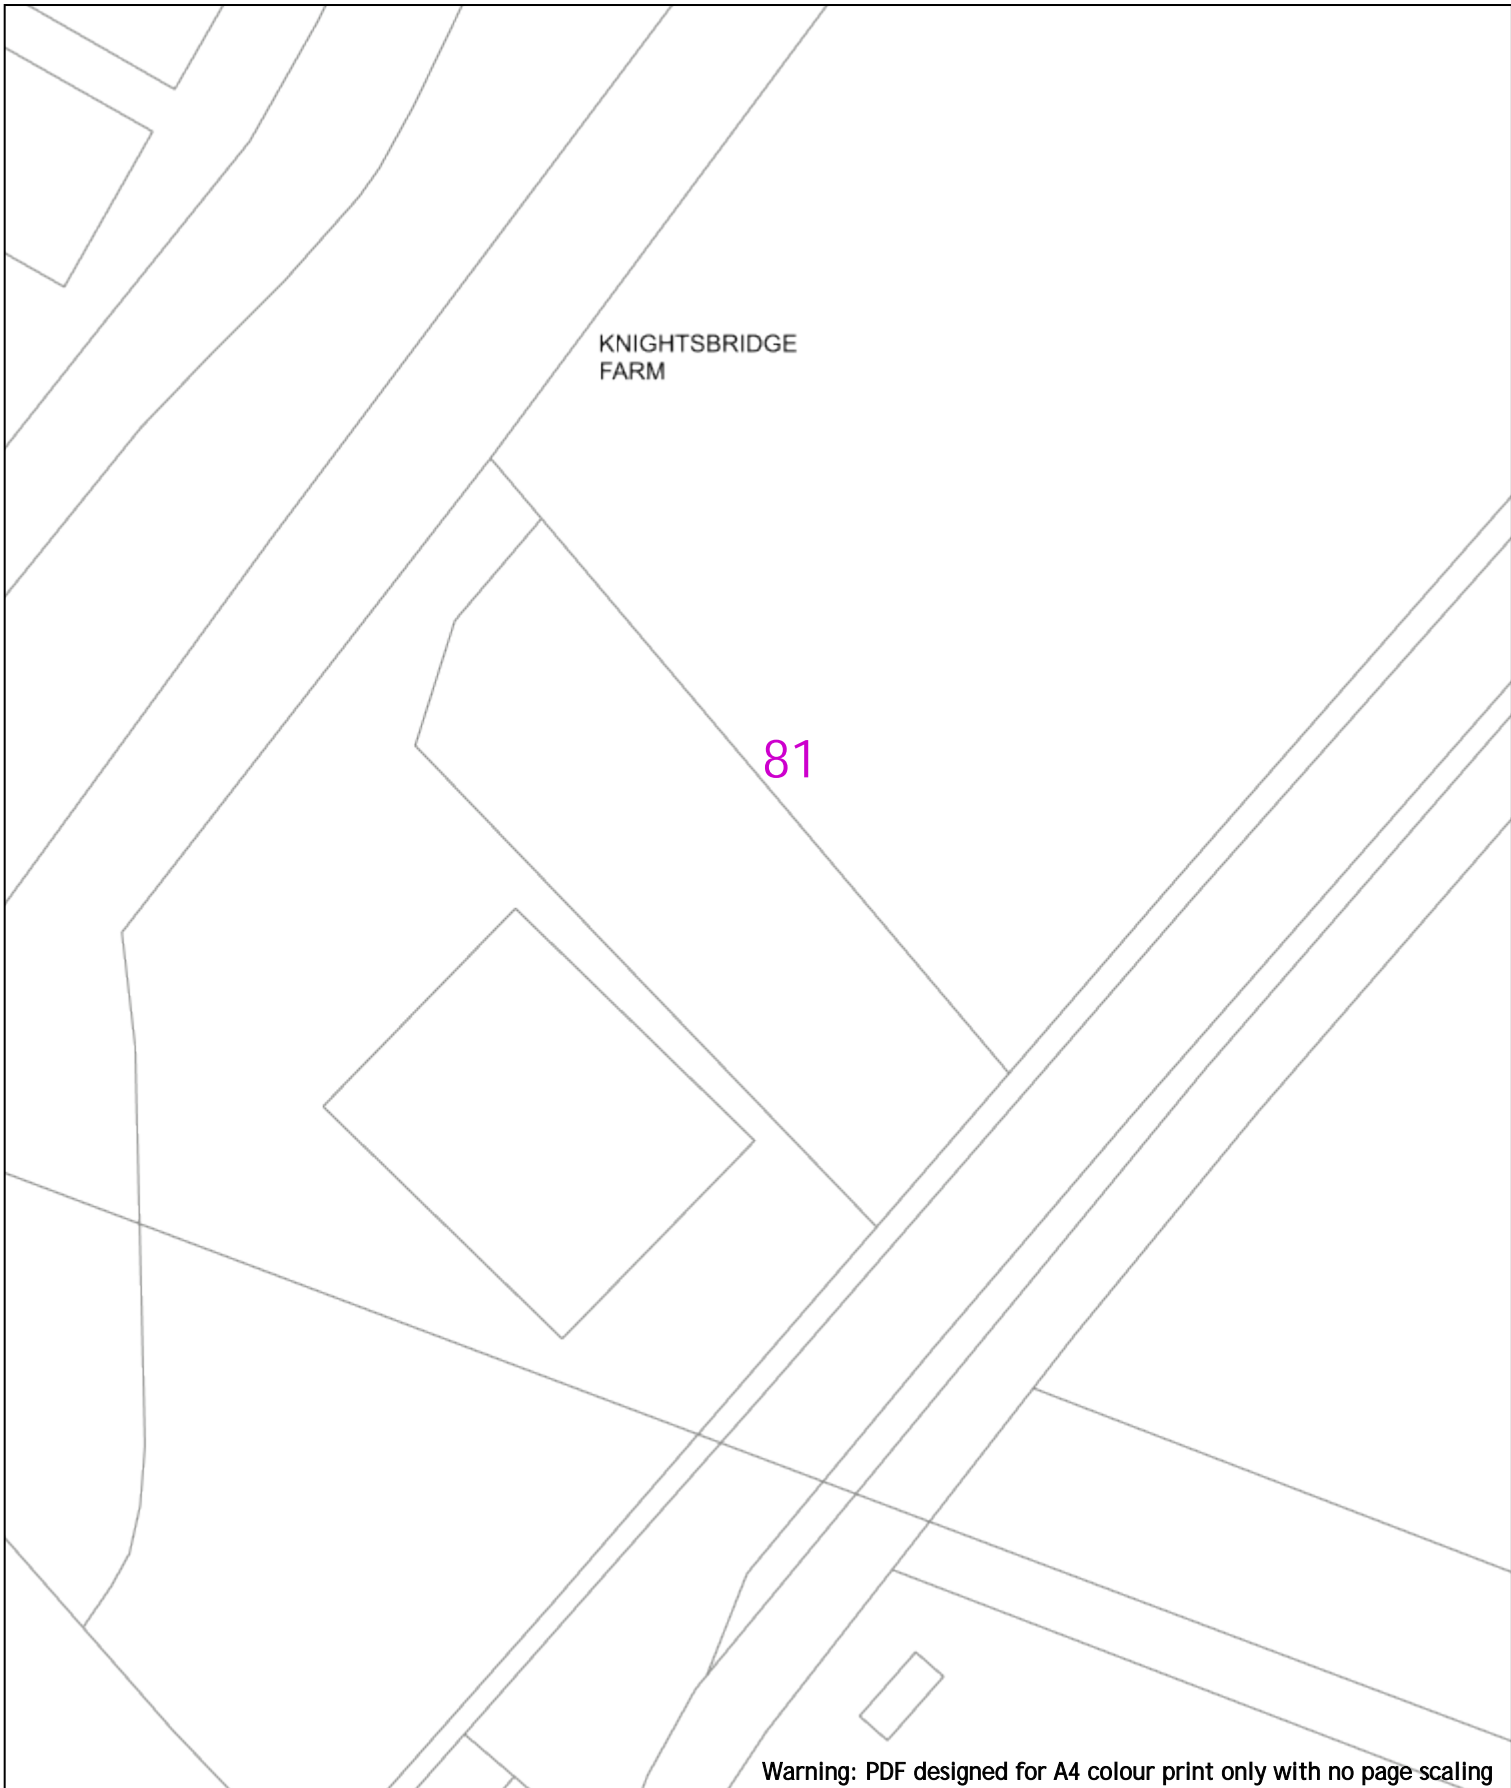 KNIGHTSBRIDGE
FARM
81
Warning: PDF designed for A4 colour print only with no page scaling